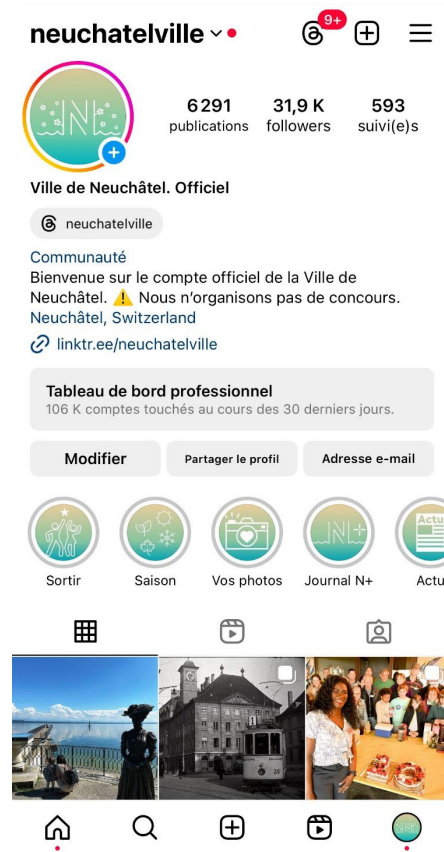 neuchatelville
9+
6 291 31,9 K 593
publications followers suivi(e)s
N
Ville de Neuchâtel. Officiel
neuchatelville
Communauté
Bienvenue sur le compte officiel de la Ville de
Neuchâtel. ⚠️ Nous n'organisons pas de concours.
Neuchâtel, Switzerland
linktr.ee/neuchatelville
Tableau de bord professionnel
106 K comptes touchés au cours des 30 derniers jours.
Modifier Partager le profil Adresse e-mail
N+
Actu
Sortir Saison Vos photos Journal N+ Actu